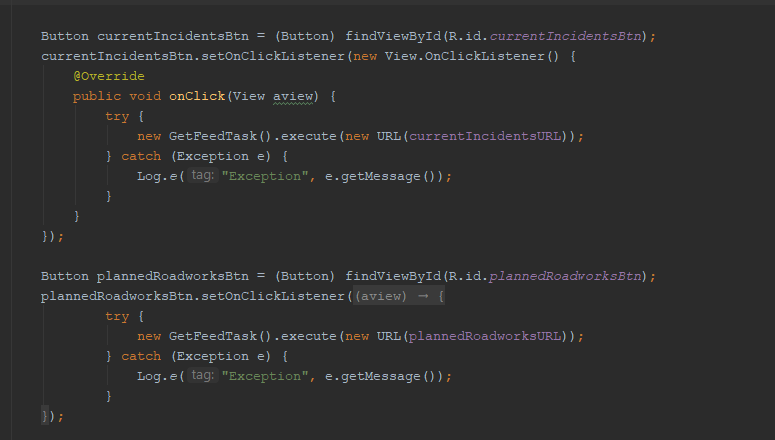 Button currentIncidentsBtn = (Button) findViewById(R.id.currentIncidentsBtn);
currentIncidentsBtn.setOnClickListener(new View.OnClickListener() {
@Override
public void onClick(View aview) {
try {
new GetFeedTask().execute(new URL(currentIncidentsURL));
} catch (Exception e) {
Log.e( tag: "Exception", e.getMessage());
}
}
});
Button plannedRoadworksBtn = (Button) findViewById(R.id.plannedRoadworksBtn);
plannedRoadworksBtn.setOnClickListener((aview) → {
try {
new GetFeedTask().execute(new URL(plannedRoadworksURL));
} catch (Exception e) {
Log.e( tag: "Exception", e.getMessage());
}
});